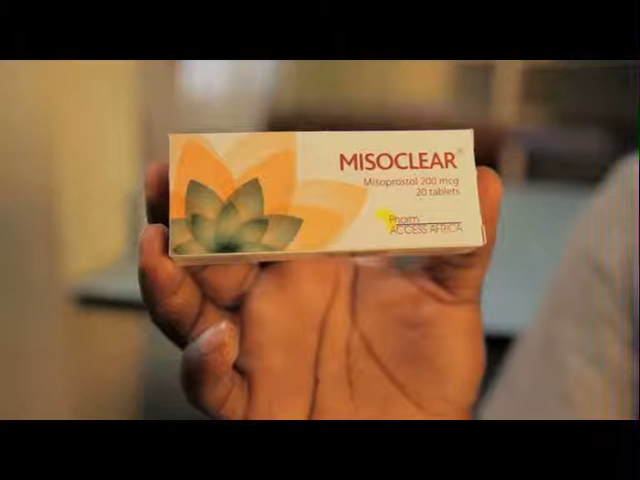 MISOCLEAR®
Misoprostol 200 mcg
20 tablets
Pharm
ACCESS AFRICA